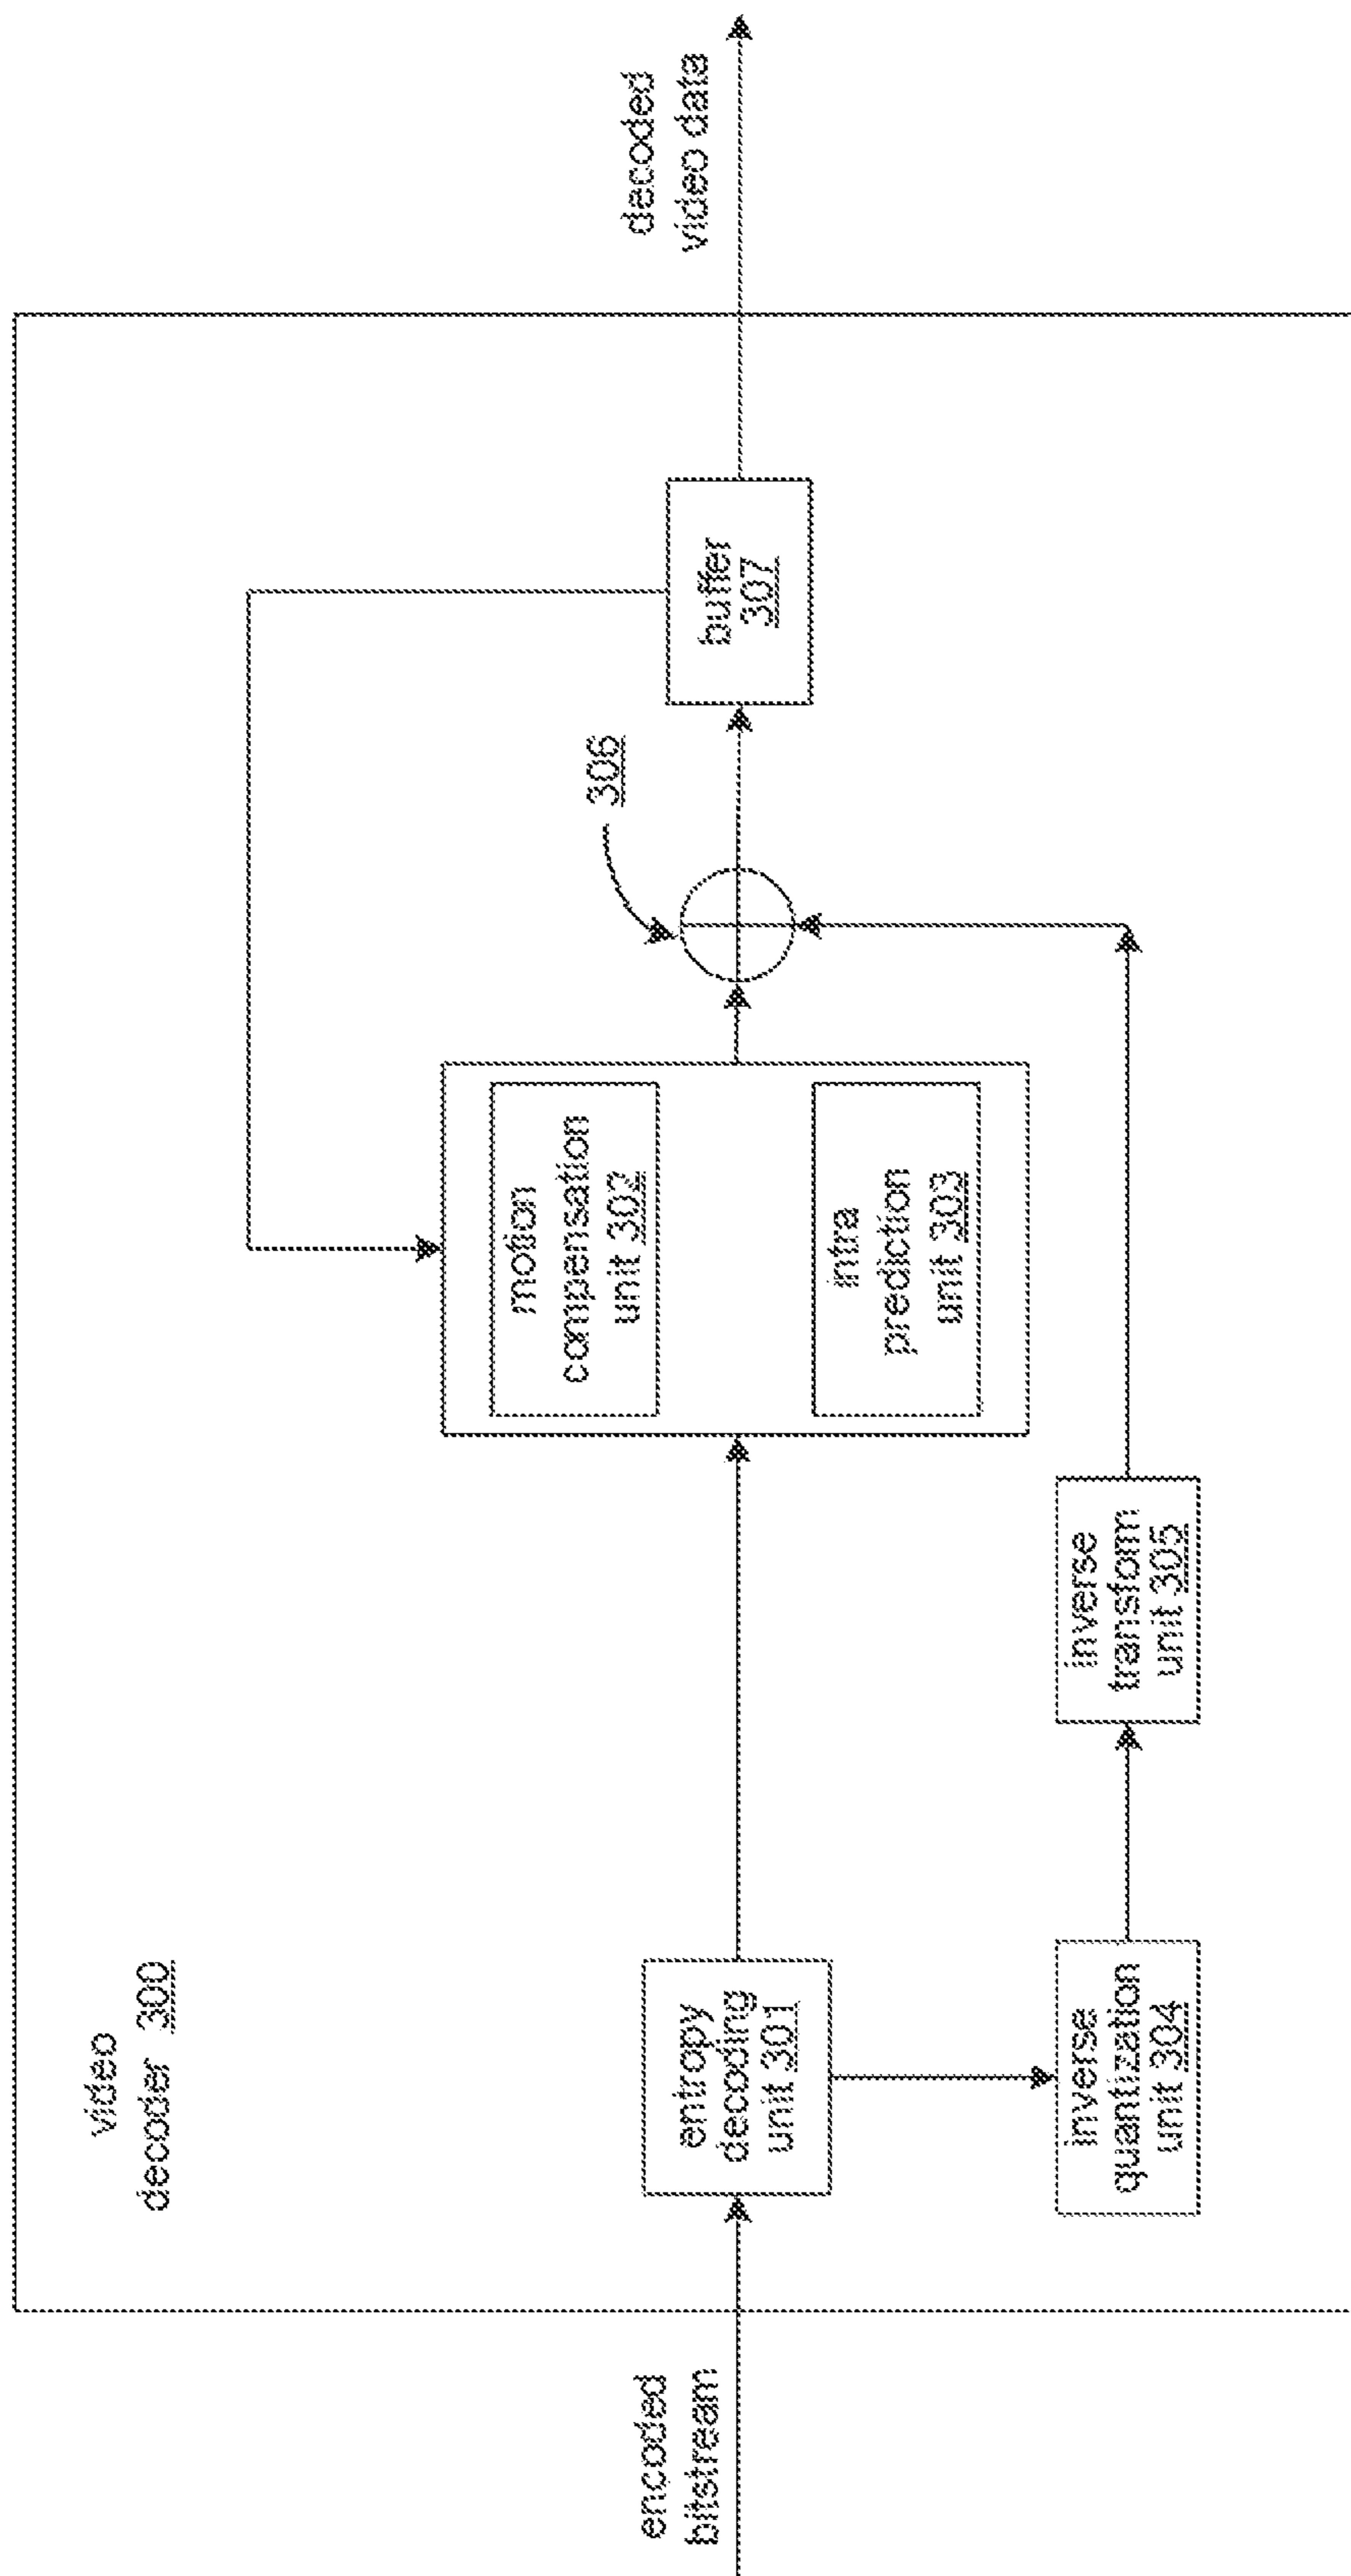 video
decoder 300
encoded
bitstream
entropy
decoding
unit 301
inverse
quantization
unit 304
inverse
transform
unit 305
motion
compensation
unit 302
intra
prediction
unit 303
306
buffer
307
decoded
video data